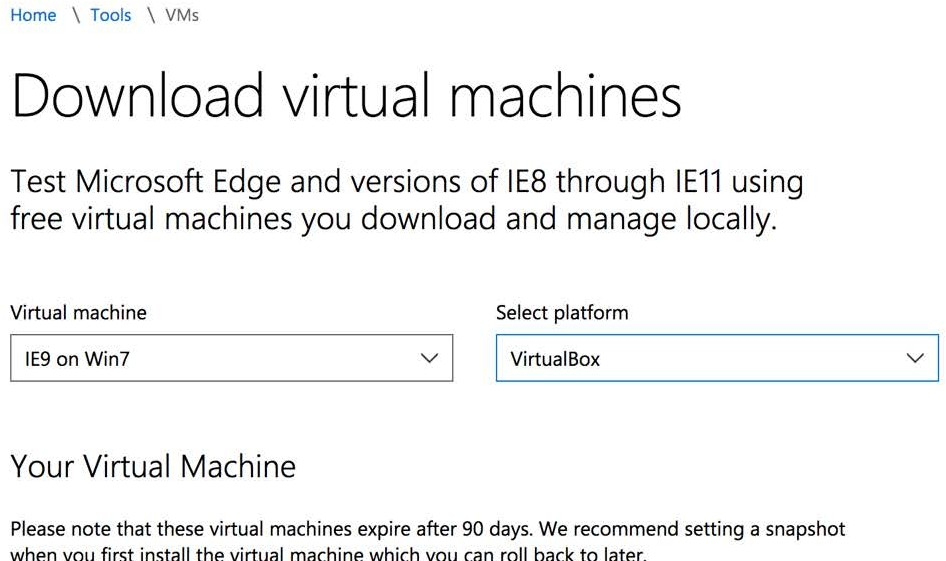 Home \ Tools \ VMs
Download virtual machines
Test Microsoft Edge and versions of IE8 through IE11 using
free virtual machines you download and manage locally.
Virtual machine
Select platform
IE9 on Win7
VirtualBox
Your Virtual Machine
Please note that these virtual machines expire after 90 days. We recommend setting a snapshot
when you first install the virtual machine which you can roll back to later.